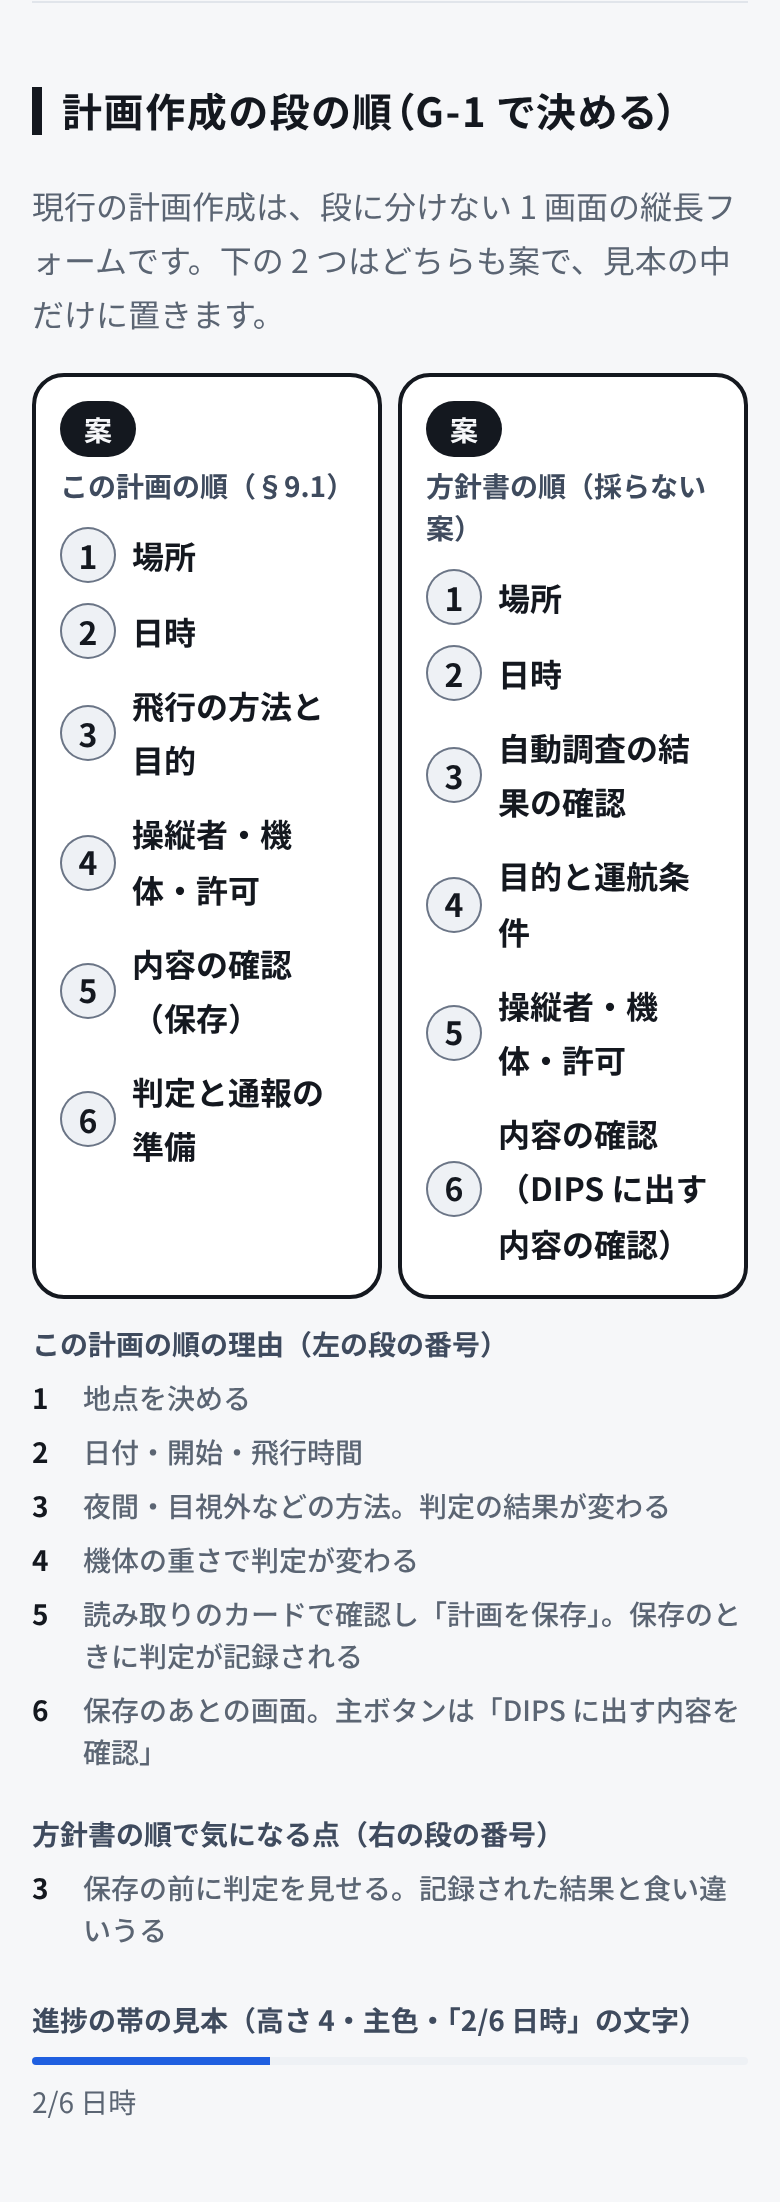 計画作成の段の順（G-1 で決める）
現行の計画作成は、段に分けない 1 画面の縦長フ
ォームです。下の 2 つはどちらも案で、見本の中
だけに置きます。
案
この計画の順（§9.1）
1 場所
2 日時
3 飛行の方法と
目的
4 操縦者・機
体・許可
5 内容の確認
（保存）
6 判定と通報の
準備
案
方針書の順（採らない
案）
1 場所
2 日時
3 自動調査の結
果の確認
4 目的と運航条
件
5 操縦者・機
体・許可
6 内容の確認
（DIPS に出す
内容の確認）
この計画の順の理由（左の段の番号）
1 地点を決める
2 日付・開始・飛行時間
3 夜間・目視外などの方法。判定の結果が変わる
4 機体の重さで判定が変わる
5 読み取りのカードで確認し「計画を保存」。保存のと
きに判定が記録される
6 保存のあとの画面。主ボタンは「DIPS に出す内容を
確認」
方針書の順で気になる点（右の段の番号）
3 保存の前に判定を見せる。記録された結果と食い違
いうる
進捗の帯の見本（高さ 4・主色・「2/6 日時」の文字）
2/6 日時